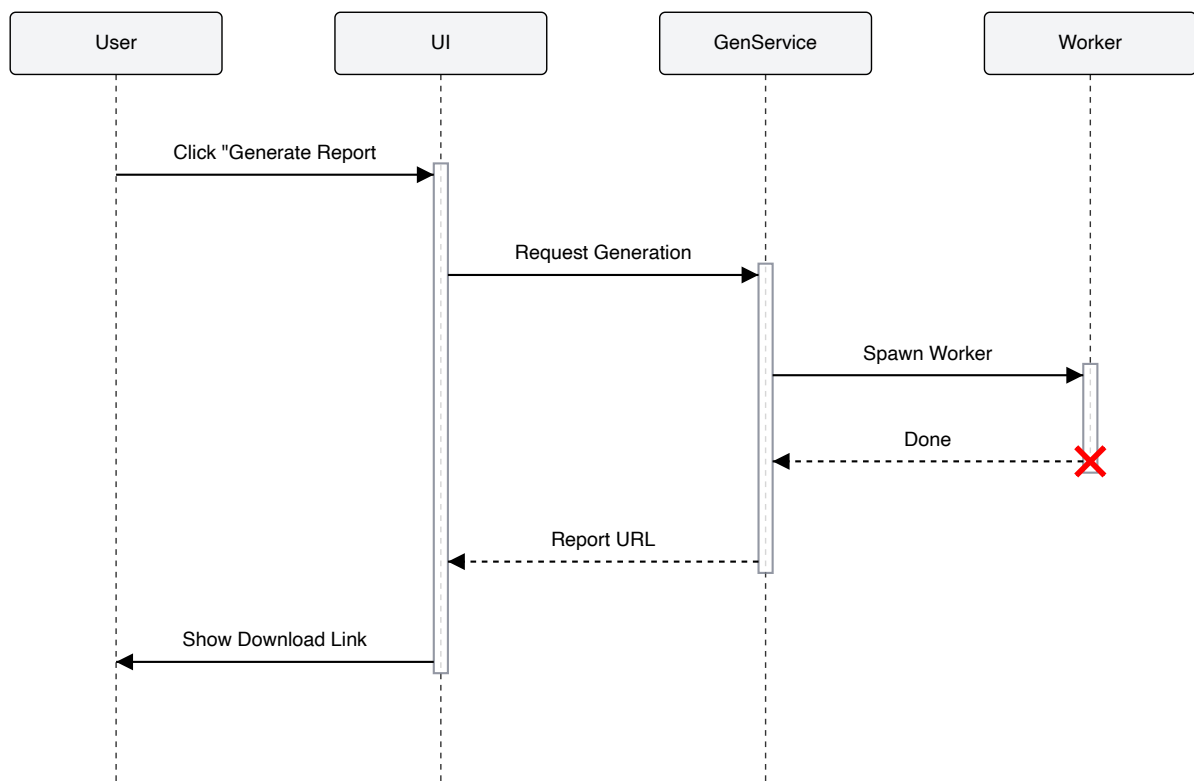 User
UI
GenService
Worker
Click "Generate Report
Request Generation
Spawn Worker
Done
Report URL
Show Download Link